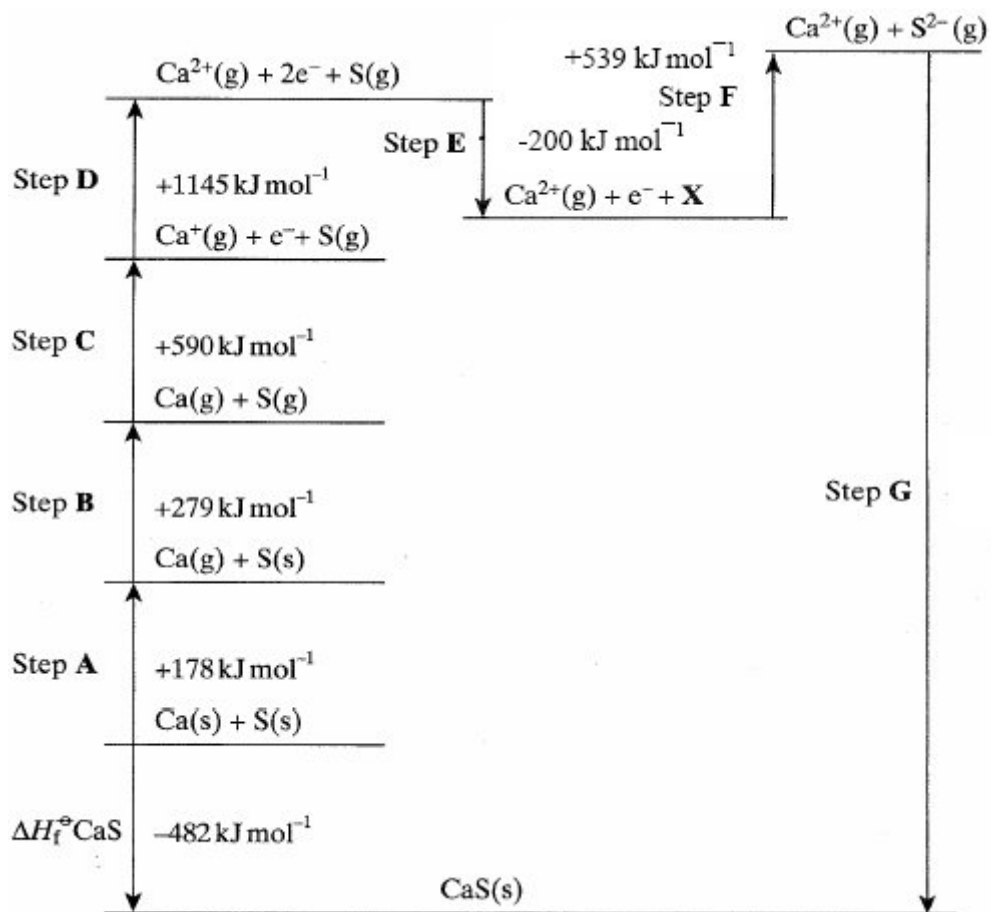 Ca²⁺(g) + S²⁻(g)
+539 kJ mol⁻¹
Ca²⁺(g) + 2e⁻ + S(g)
Step F
Step E
-200 kJ mol⁻¹
Step D
+1145 kJ mol⁻¹
Ca²⁺(g) + e⁻ + X
Ca⁺(g) + e⁻ + S(g)
Step C
+590 kJ mol⁻¹
Ca(g) + S(g)
Step B
+279 kJ mol⁻¹
Step G
Ca(g) + S(s)
Step A
+178 kJ mol⁻¹
Ca(s) + S(s)
ΔHf⦵CaS
–482 kJ mol⁻¹
CaS(s)